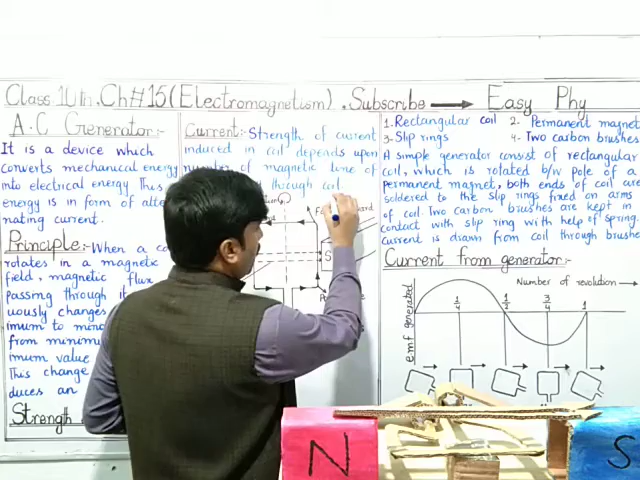 Class 10th, Ch#15 (Electromagnetism). Subscribe → Easy Phy
A.C Generator:-
It is a device which
converts mechanical energy
into electrical energy Thus
energy is in form of alte
nating current.
Principle:- When a co
rotates in a magnetic
field, magnetic flux
passing through it
uously changes
imum to mini
from minimu
imum value
This change
duces an
Strength
Current:- Strength of current
induced in coil depends upon
number of magnetic line of
through coil
1. Rectangular coil 2. Permanent magnet
3- Slip rings 4- Two carbon brushes
A simple generator consist of rectangular
coil, which is rotated b/w pole of a
permanent magnet, both ends of coil are
soldered to the slip rings fixed on arms
of coil Two Carbon brushes are kept in
contact with slip ring with help of spring.
Current is drawn from coil through brushe
Current from generator:-
Number of revolution →
emf generated
1/4 1/2 3/4 1
N
S